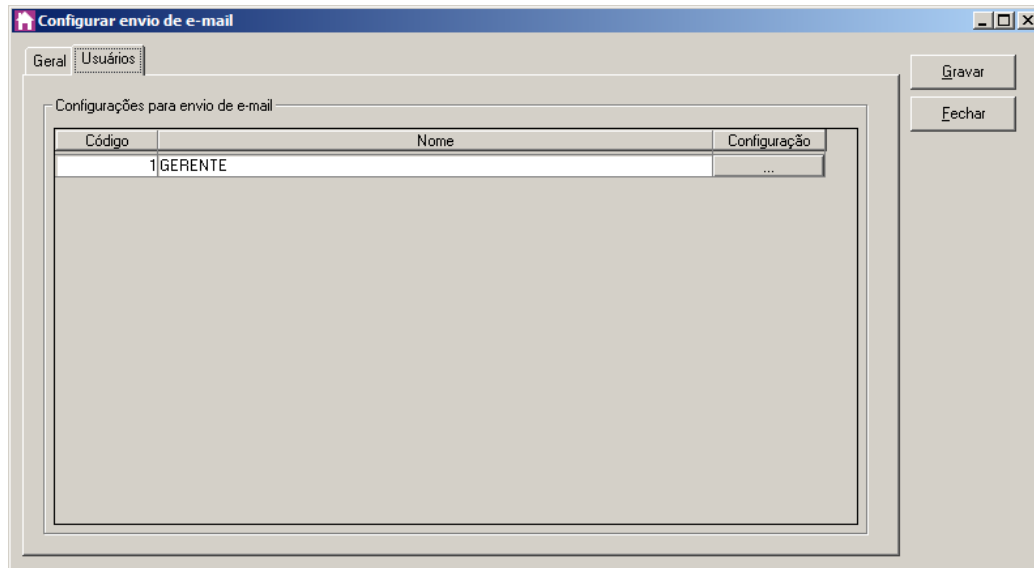 Configurar envio de e-mail
Geral Usuários
Gravar
Fechar
Configurações para envio de e-mail
Código Nome Configuração
1 GERENTE ...